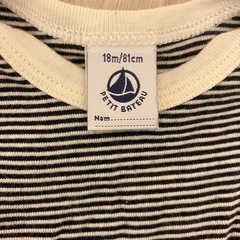 18m/81cm
PETIT BATEAU
Nom............